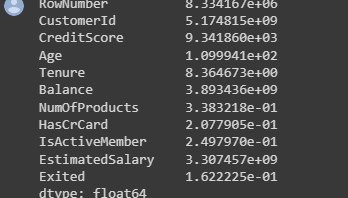 RowNumber 8.334167e+06
CustomerId 5.174815e+09
CreditScore 9.341860e+03
Age 1.099941e+02
Tenure 8.364673e+00
Balance 3.893436e+09
NumOfProducts 3.383218e-01
HasCrCard 2.077905e-01
IsActiveMember 2.497970e-01
EstimatedSalary 3.307457e+09
Exited 1.622225e-01
dtype: float64